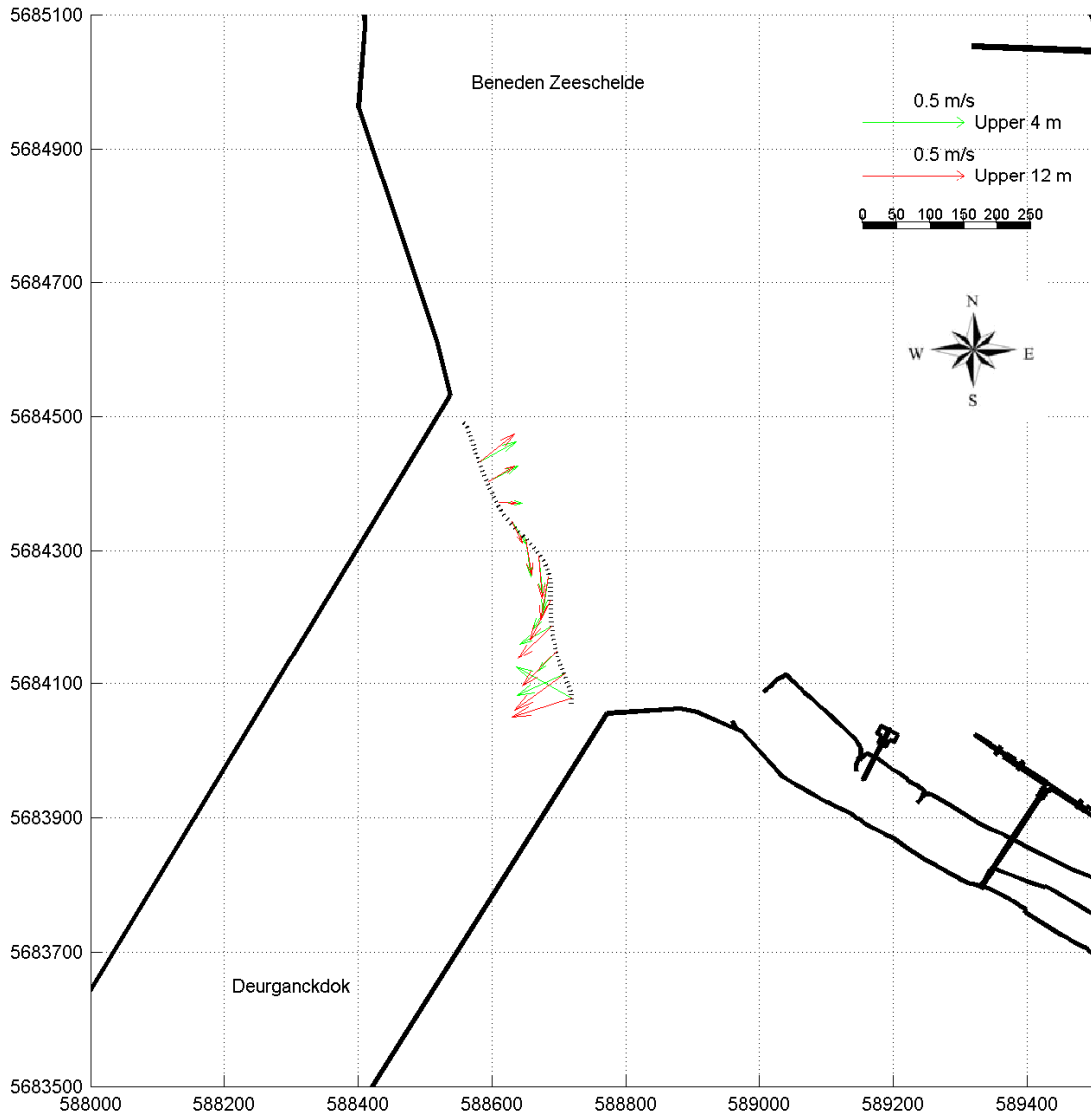 5685100
Beneden Zeeschelde
0.5 m/s
Upper 4 m
5684900
0.5 m/s
Upper 12 m
0 50 100 150 200 250
5684700
N
W E
S
5684500
5684300
5684100
5683900
5683700
Deurganckdok
5683500
588000 588200 588400 588600 588800 589000 589200 589400